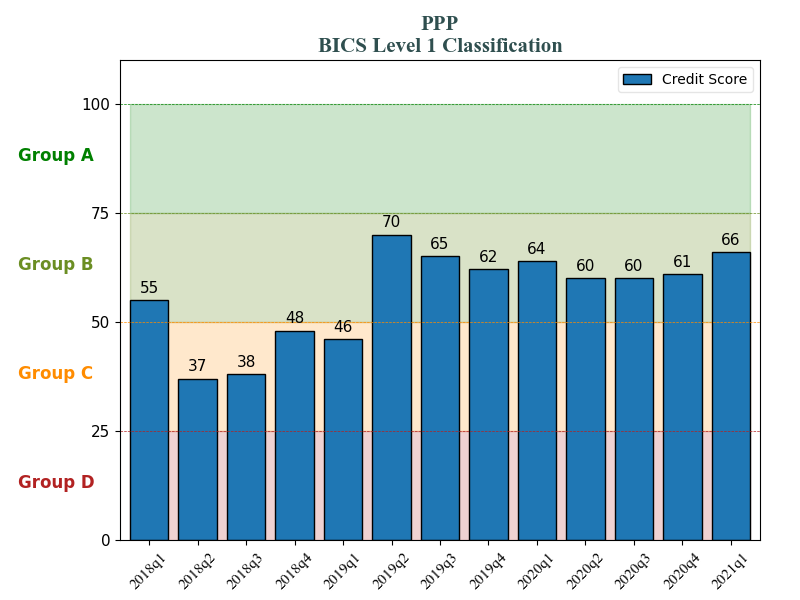 PPP
BICS Level 1 Classification
Credit Score
100
Group A
75
70
66
65
64
62
61
60
60
Group B
55
50
48
46
38
37
Group C
25
Group D
0
2018q1
2018q2
2018q3
2018q4
2019q1
2019q2
2019q3
2019q4
2020q1
2020q2
2020q3
2020q4
2021q1